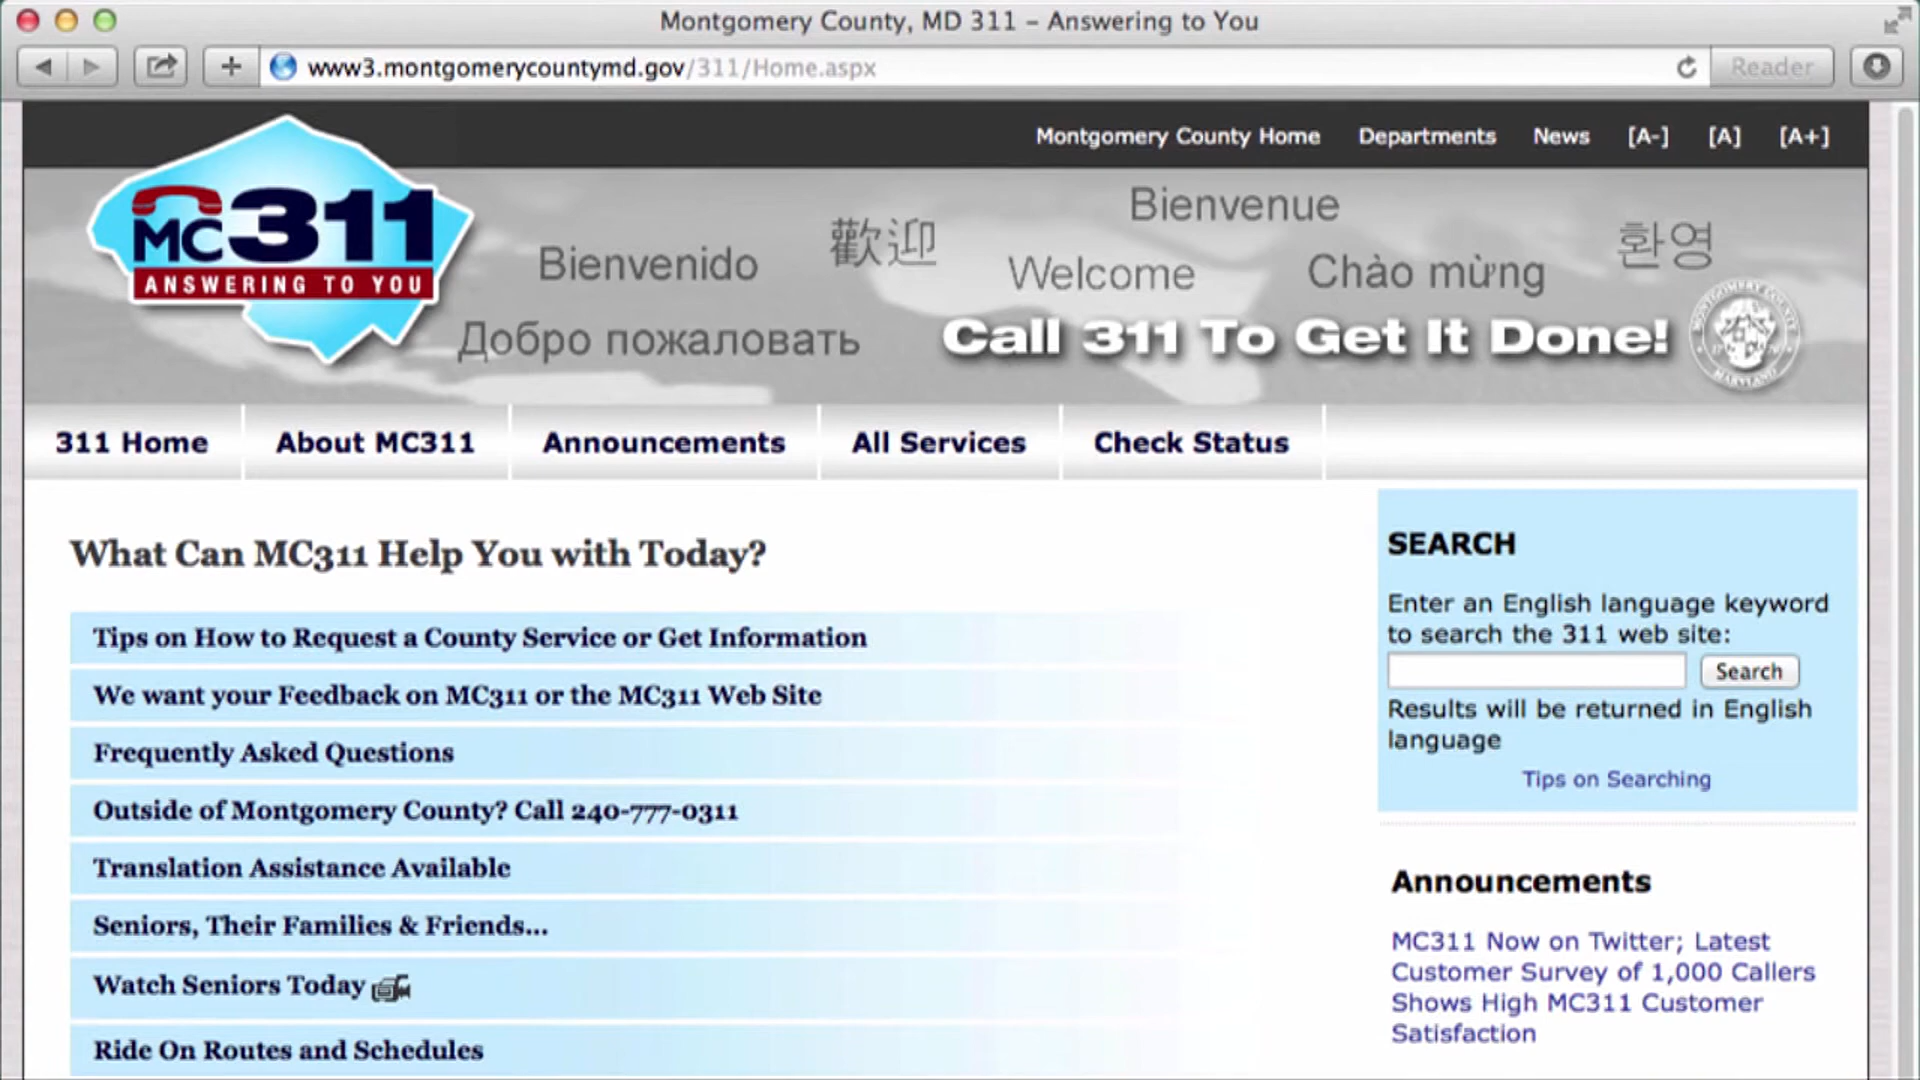 Montgomery County, MD 311 – Answering to You
www3.montgomerycountymd.gov/311/Home.aspx
Reader
Montgomery County Home Departments News [A-] [A] [A+]
MC311
ANSWERING TO YOU
Bienvenido
歡迎
Bienvenue
Welcome
Chào mừng
환영
Добро пожаловать
Call 311 To Get It Done!
MONTGOMERY COUNTY
MARYLAND
311 Home About MC311 Announcements All Services Check Status
What Can MC311 Help You with Today?
Tips on How to Request a County Service or Get Information
We want your Feedback on MC311 or the MC311 Web Site
Frequently Asked Questions
Outside of Montgomery County? Call 240-777-0311
Translation Assistance Available
Seniors, Their Families & Friends...
Watch Seniors Today
Ride On Routes and Schedules
SEARCH
Enter an English language keyword
to search the 311 web site:
Search
Results will be returned in English
language
Tips on Searching
Announcements
MC311 Now on Twitter; Latest
Customer Survey of 1,000 Callers
Shows High MC311 Customer
Satisfaction